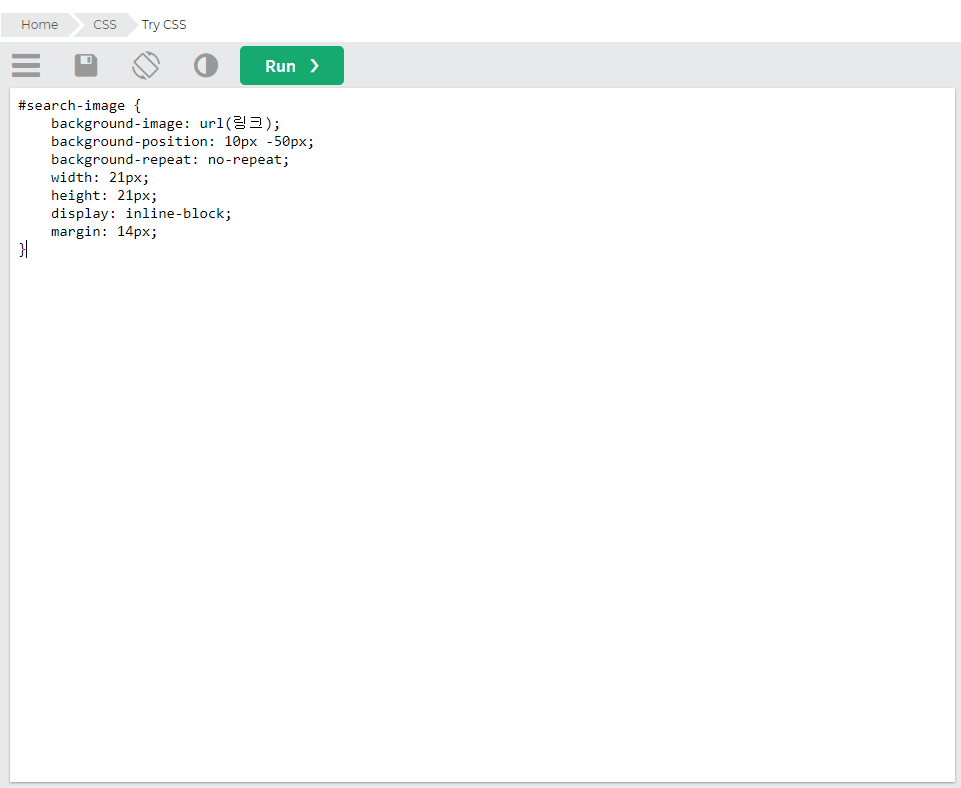 Home CSS Try CSS
Run ❯
#search-image {
    background-image: url(링크);
    background-position: 10px -50px;
    background-repeat: no-repeat;
    width: 21px;
    height: 21px;
    display: inline-block;
    margin: 14px;
}